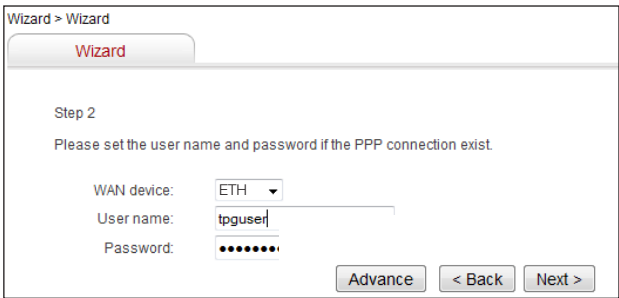 Wizard > Wizard
Wizard
Step 2
Please set the user name and password if the PPP connection exist.
WAN device: ETH
User name: tpguser
Password: ••••••••
Advance < Back Next >